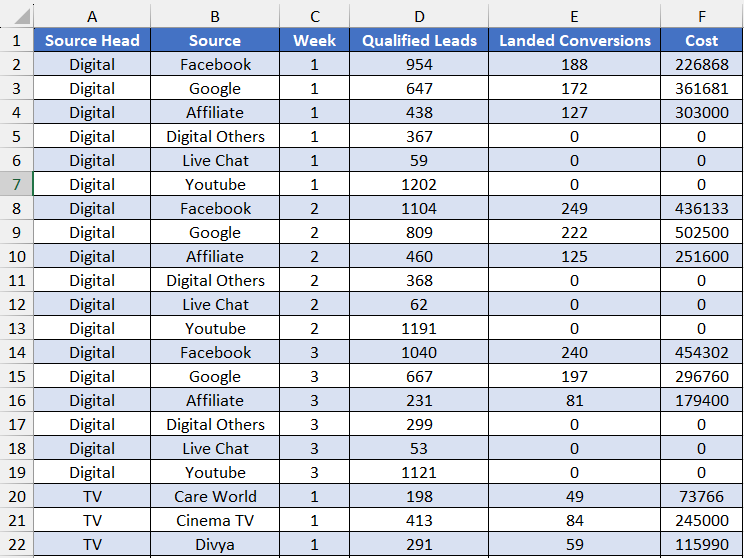 A B C D E F
1 Source Head Source Week Qualified Leads Landed Conversions Cost
2 Digital Facebook 1 954 188 226868
3 Digital Google 1 647 172 361681
4 Digital Affiliate 1 438 127 303000
5 Digital Digital Others 1 367 0 0
6 Digital Live Chat 1 59 0 0
7 Digital Youtube 1 1202 0 0
8 Digital Facebook 2 1104 249 436133
9 Digital Google 2 809 222 502500
10 Digital Affiliate 2 460 125 251600
11 Digital Digital Others 2 368 0 0
12 Digital Live Chat 2 62 0 0
13 Digital Youtube 2 1191 0 0
14 Digital Facebook 3 1040 240 454302
15 Digital Google 3 667 197 296760
16 Digital Affiliate 3 231 81 179400
17 Digital Digital Others 3 299 0 0
18 Digital Live Chat 3 53 0 0
19 Digital Youtube 3 1121 0 0
20 TV Care World 1 198 49 73766
21 TV Cinema TV 1 413 84 245000
22 TV Divya 1 291 59 115990